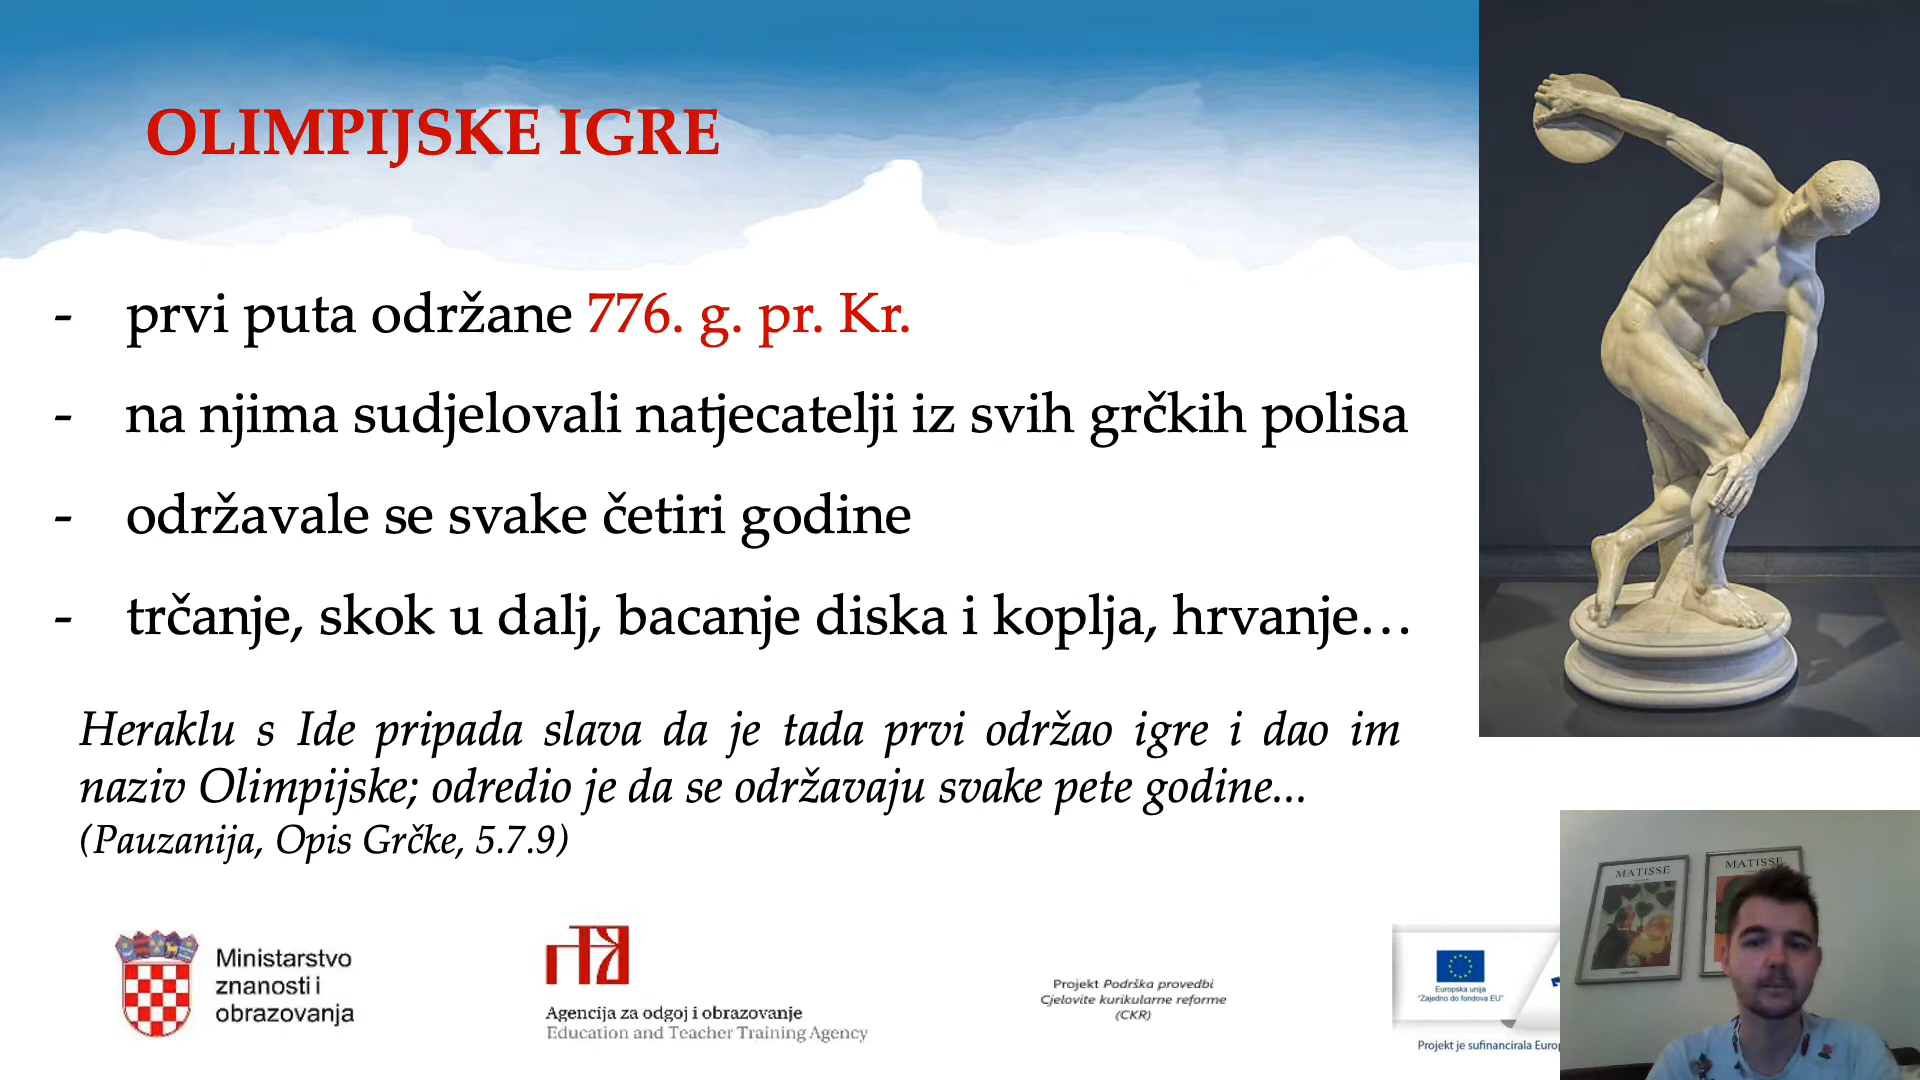 OLIMPIJSKE IGRE
- prvi puta održane 776. g. pr. Kr.
- na njima sudjelovali natjecatelji iz svih grčkih polisa
- održavale se svake četiri godine
- trčanje, skok u dalj, bacanje diska i koplja, hrvanje…
Heraklu s Ide pripada slava da je tada prvi održao igre i dao im
naziv Olimpijske; odredio je da se održavaju svake pete godine...
(Pauzanija, Opis Grčke, 5.7.9)
Ministarstvo
znanosti i
obrazovanja
Agencija za odgoj i obrazovanje
Education and Teacher Training Agency
Projekt Podrška provedbi
Cjelovite kurikularne reforme
(CKR)
Europska unija
"Zajedno do fondova EU"
Projekt je sufinancirala
MATISSE
MATISSE